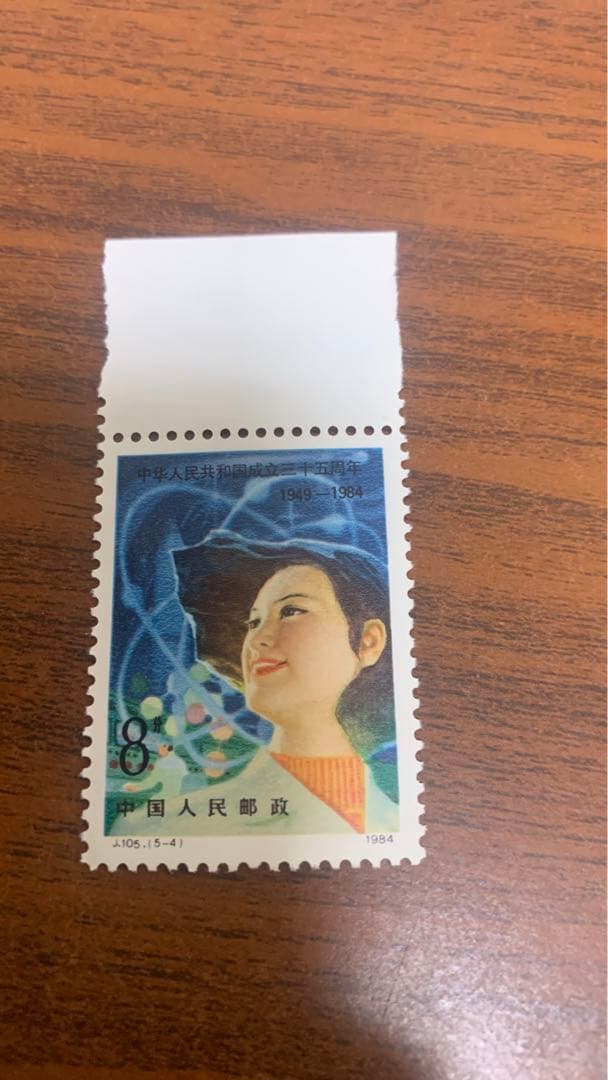 中华人民共和国成立三十五周年
1949—1984
8分
中国人民邮政
J.105.(5-4)
1984